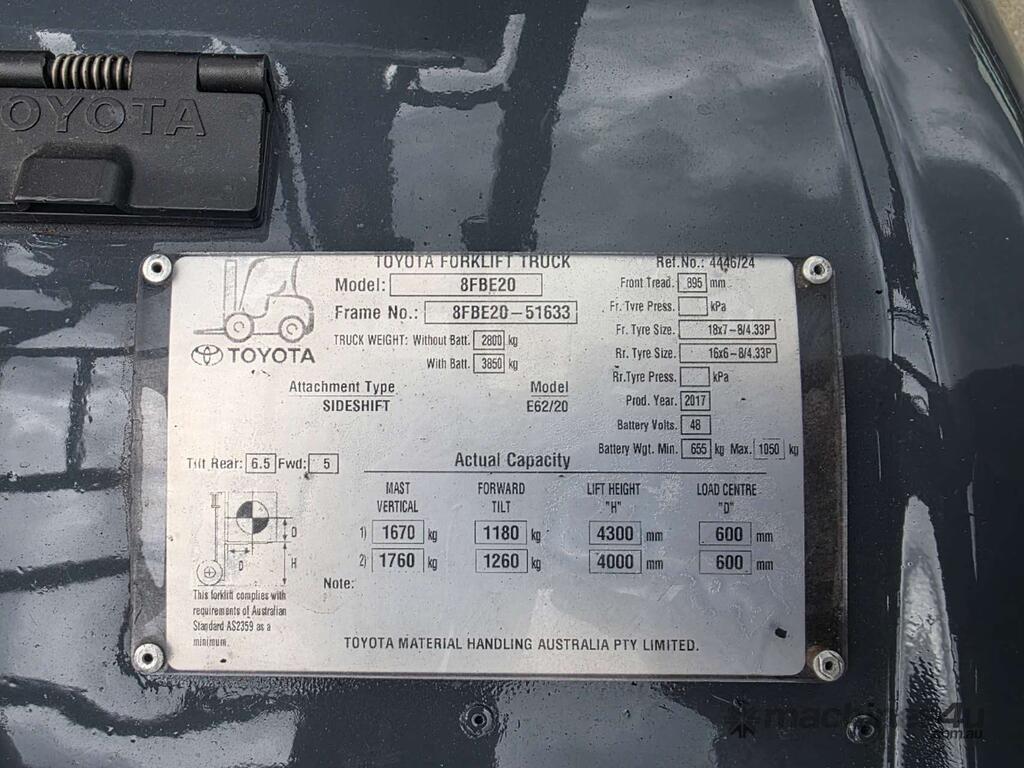 TOYOTA
TOYOTA FORKLIFT TRUCK Ref.No.: 4446/24
Model: 8FBE20 Front Tread. 895 mm
Frame No.: 8FBE20-51633 Fr. Tyre Press. kPa
TRUCK WEIGHT: Without Batt. 2800 kg Fr. Tyre Size. 18x7-8/4.33P
TOYOTA With Batt. 3850 kg Rr. Tyre Size. 16x6-8/4.33P
Rr.Tyre Press. kPa
Attachment Type Model Prod. Year. 2017
SIDESHIFT E62/20
Battery Volts. 48
Battery Wgt. Min. 655 kg Max. 1050 kg
Tilt Rear: 6.5 Fwd: 5 Actual Capacity
MAST VERTICAL FORWARD TILT LIFT HEIGHT "H" LOAD CENTRE "D"
1) 1670 kg 1180 kg 4300 mm 600 mm
2) 1760 kg 1260 kg 4000 mm 600 mm
D
D H
Note:
This forklift complies with
requirements of Australian
Standard AS2359 as a
minimum.
TOYOTA MATERIAL HANDLING AUSTRALIA PTY LIMITED.
machines4u
.com.au